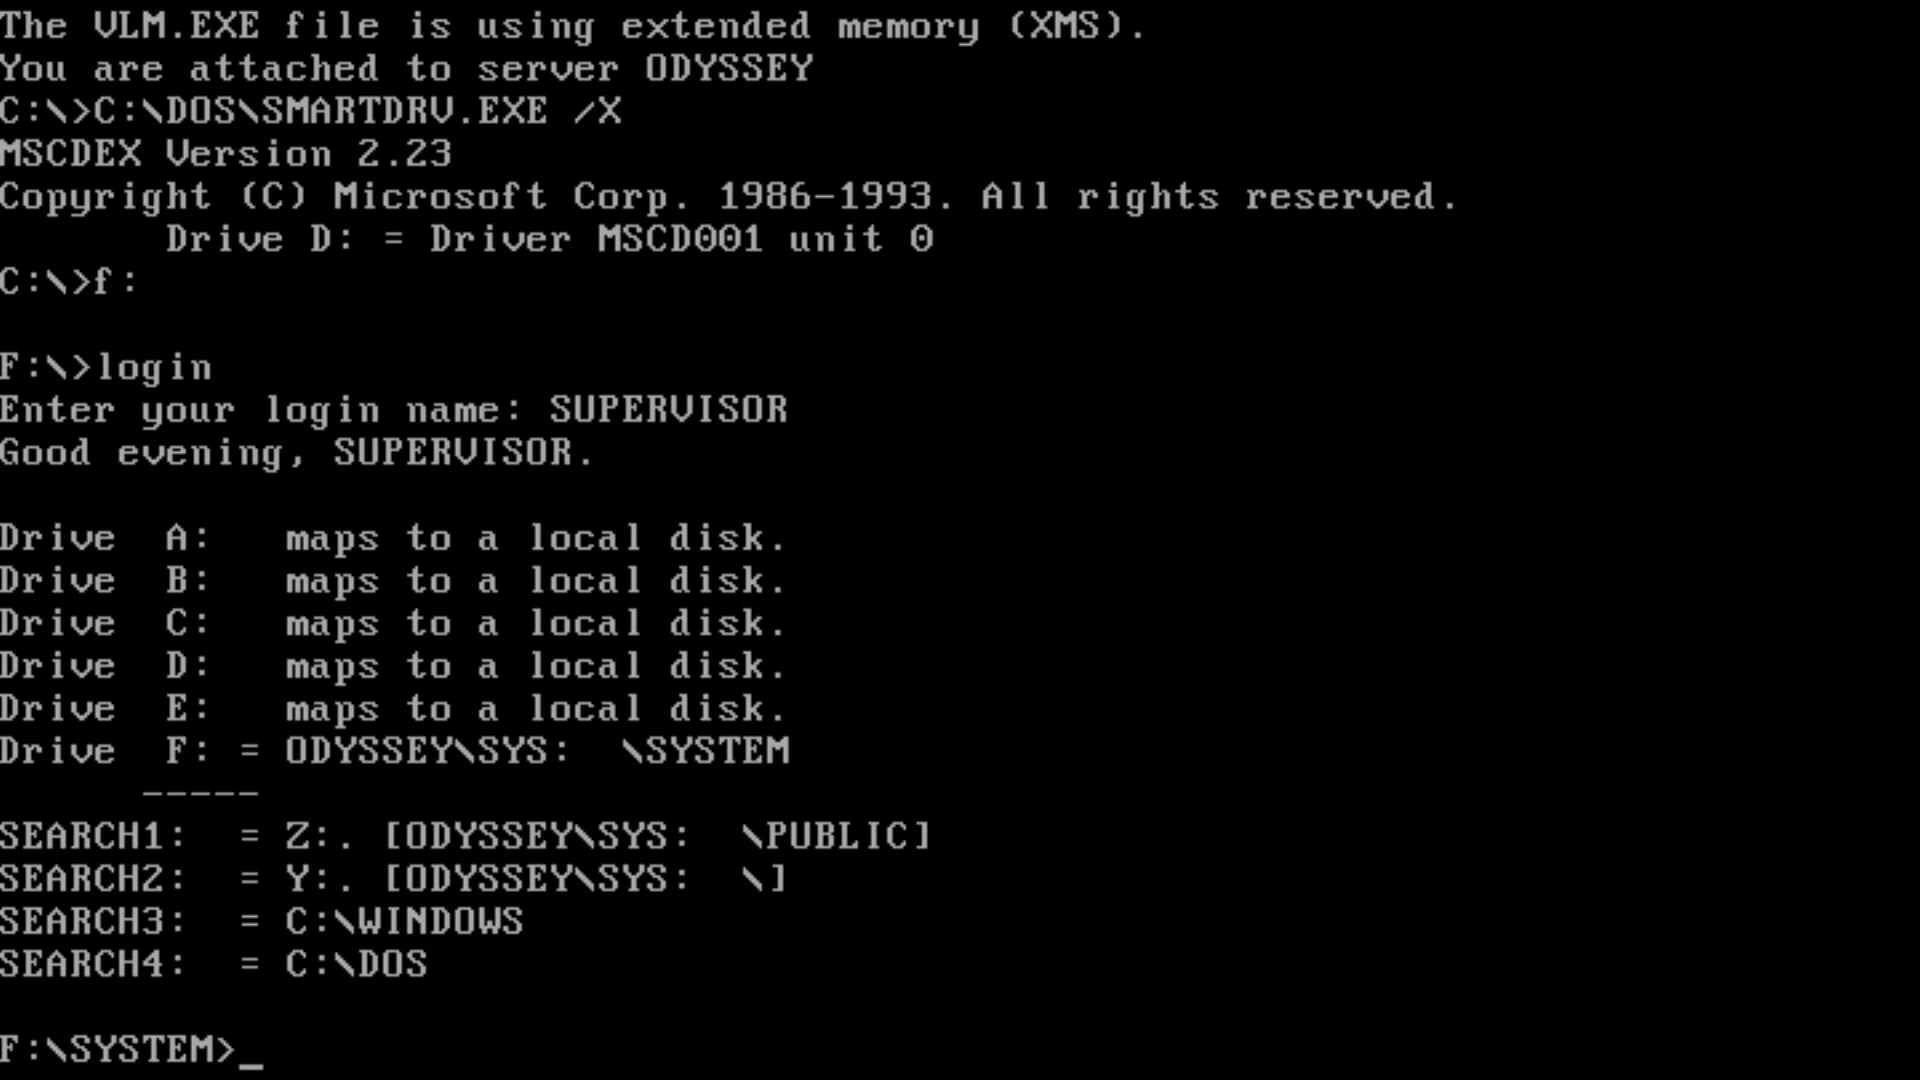 The VLM.EXE file is using extended memory (XMS).
You are attached to server ODYSSEY
C:\>C:\DOS\SMARTDRV.EXE /X
MSCDEX Version 2.23
Copyright (C) Microsoft Corp. 1986-1993. All rights reserved.
       Drive D: = Driver MSCD001 unit 0
C:\>f:

F:\>login
Enter your login name: SUPERVISOR
Good evening, SUPERVISOR.

Drive  A:   maps to a local disk.
Drive  B:   maps to a local disk.
Drive  C:   maps to a local disk.
Drive  D:   maps to a local disk.
Drive  E:   maps to a local disk.
Drive  F: = ODYSSEY\SYS:  \SYSTEM
      -----
SEARCH1:  = Z:. [ODYSSEY\SYS:  \PUBLIC]
SEARCH2:  = Y:. [ODYSSEY\SYS:  \]
SEARCH3:  = C:\WINDOWS
SEARCH4:  = C:\DOS

F:\SYSTEM>_